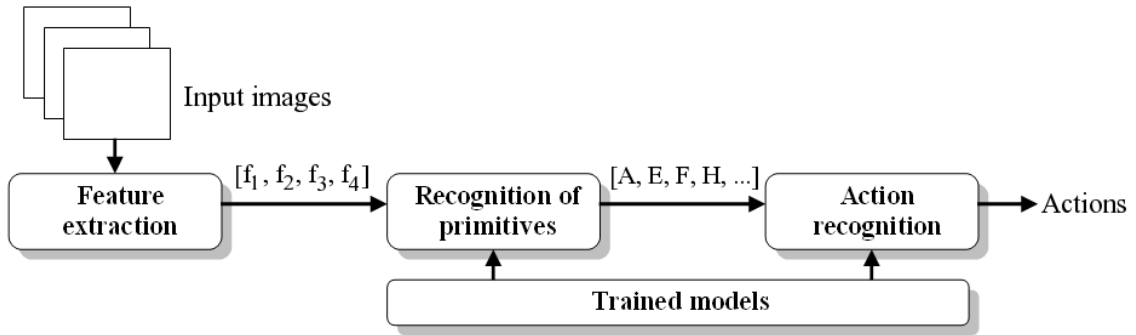 Input images
Feature
extraction
[f₁, f₂, f₃, f₄]
Recognition of
primitives
[A, E, F, H, ...]
Action
recognition
Actions
Trained models